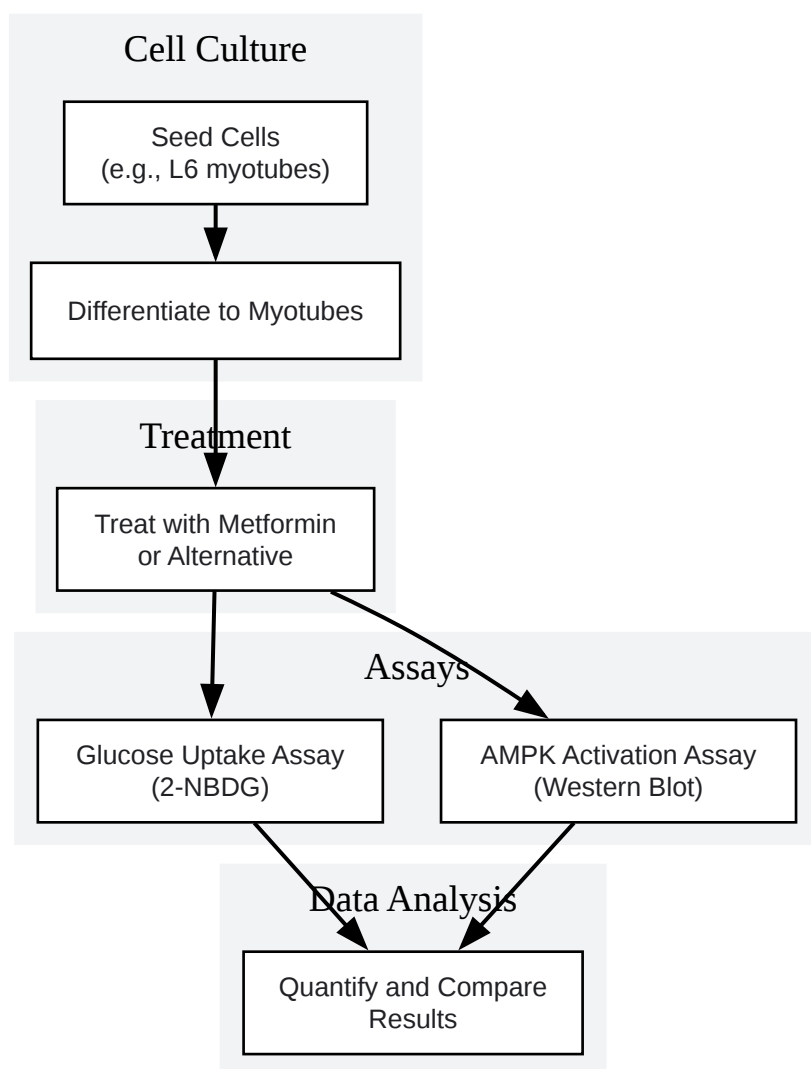 Cell Culture
Seed Cells
(e.g., L6 myotubes)
Differentiate to Myotubes
Treatment
Treat with Metformin
or Alternative
Assays
Glucose Uptake Assay
(2-NBDG)
AMPK Activation Assay
(Western Blot)
Data Analysis
Quantify and Compare
Results